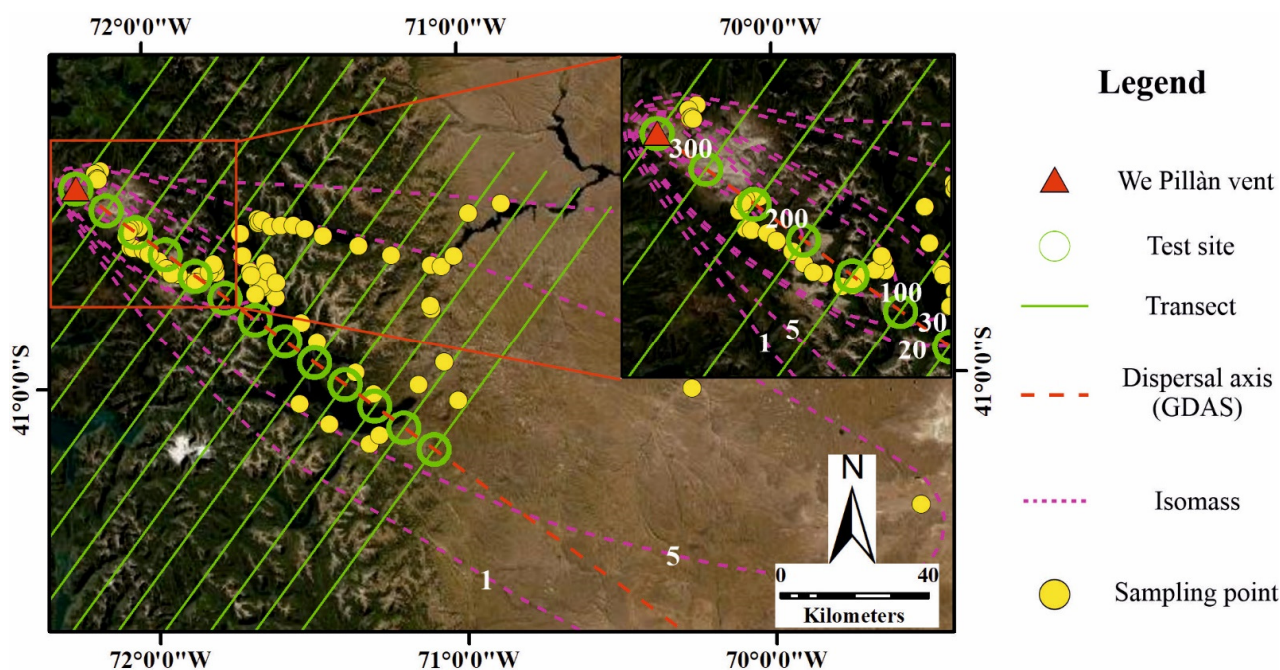 72°0'0"W
71°0'0"W
70°0'0"W
300
200
100
30
20
5
1
41°0'0"S
41°0'0"S
5
1
N
0
40
Kilometers
72°0'0"W
71°0'0"W
70°0'0"W
Legend
We Pillàn vent
Test site
Transect
Dispersal axis
(GDAS)
Isomass
Sampling point